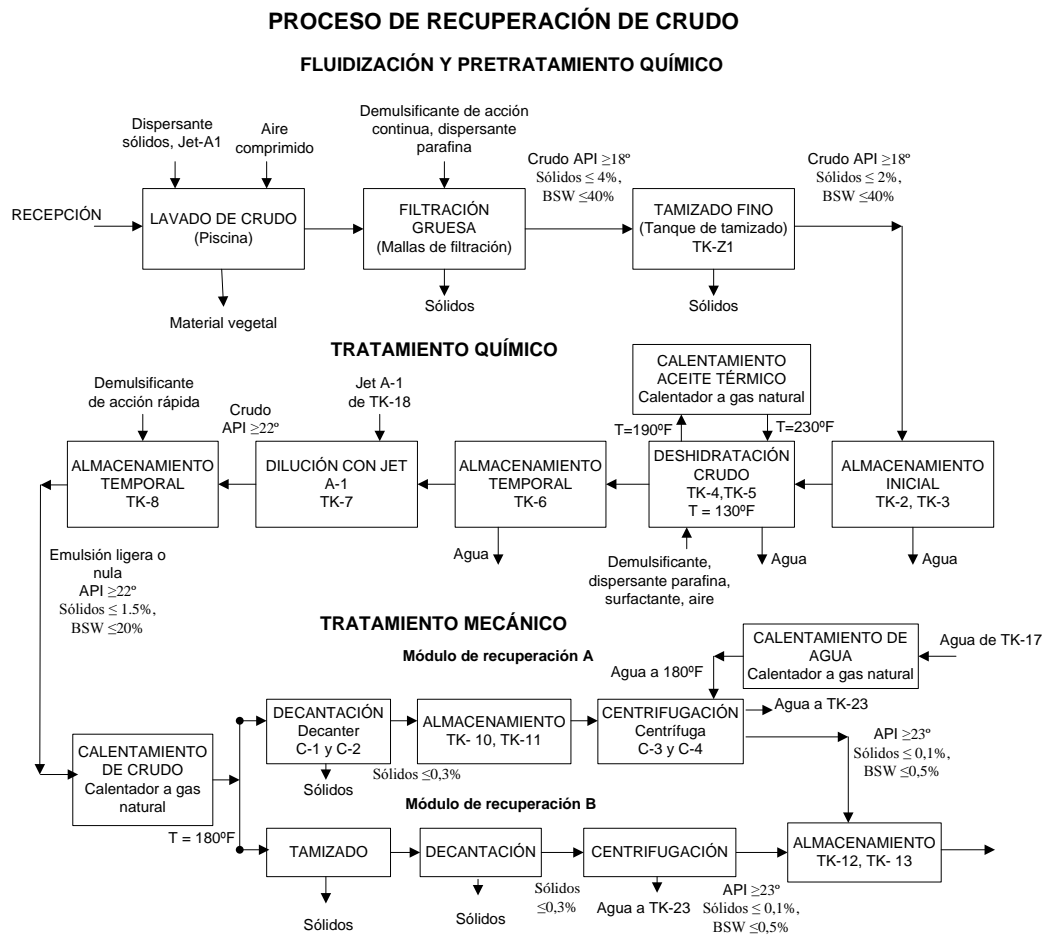 PROCESO DE RECUPERACIÓN DE CRUDO
FLUIDIZACIÓN Y PRETRATAMIENTO QUÍMICO
Dispersante
sólidos, Jet-A1
Aire
comprimido
Demulsificante de acción
continua, dispersante
parafina
Crudo API ≥18º
Sólidos ≤ 4%,
BSW ≤40%
Crudo API ≥18º
Sólidos ≤ 2%,
BSW ≤40%
RECEPCIÓN
LAVADO DE CRUDO
(Piscina)
FILTRACIÓN
GRUESA
(Mallas de filtración)
TAMIZADO FINO
(Tanque de tamizado)
TK-Z1
Material vegetal
Sólidos
Sólidos
TRATAMIENTO QUÍMICO
CALENTAMIENTO
ACEITE TÉRMICO
Calentador a gas natural
T=190ºF
T=230ºF
Demulsificante
de acción rápida
Crudo
API ≥22º
Jet A-1
de TK-18
ALMACENAMIENTO
TEMPORAL
TK-8
DILUCIÓN CON JET
A-1
TK-7
ALMACENAMIENTO
TEMPORAL
TK-6
DESHIDRATACIÓN
CRUDO
TK-4,TK-5
T = 130ºF
ALMACENAMIENTO
INICIAL
TK-2, TK-3
Agua
Demulsificante,
dispersante parafina,
surfactante, aire
Agua
Agua
Emulsión ligera o
nula
API ≥22º
Sólidos ≤ 1.5%,
BSW ≤20%
TRATAMIENTO MECÁNICO
Módulo de recuperación A
CALENTAMIENTO DE
AGUA
Calentador a gas natural
Agua de TK-17
Agua a 180ºF
DECANTACIÓN
Decanter
C-1 y C-2
ALMACENAMIENTO
TK- 10, TK-11
CENTRIFUGACIÓN
Centrífuga
C-3 y C-4
Agua a TK-23
API ≥23º
Sólidos ≤ 0,1%,
BSW ≤0,5%
CALENTAMIENTO
DE CRUDO
Calentador a gas
natural
Sólidos
Sólidos ≤0,3%
T = 180ºF
Módulo de recuperación B
TAMIZADO
DECANTACIÓN
CENTRIFUGACIÓN
ALMACENAMIENTO
TK-12, TK- 13
Sólidos
Sólidos
Sólidos
≤0,3%
Agua a TK-23
API ≥23º
Sólidos ≤ 0,1%,
BSW ≤0,5%